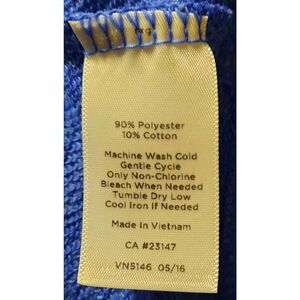 90% Polyester
10% Cotton
Machine Wash Cold
Gentle Cycle
Only Non-Chlorine
Bleach When Needed
Tumble Dry Low
Cool Iron If Needed
Made In Vietnam
CA #23147
VN5146 05/16